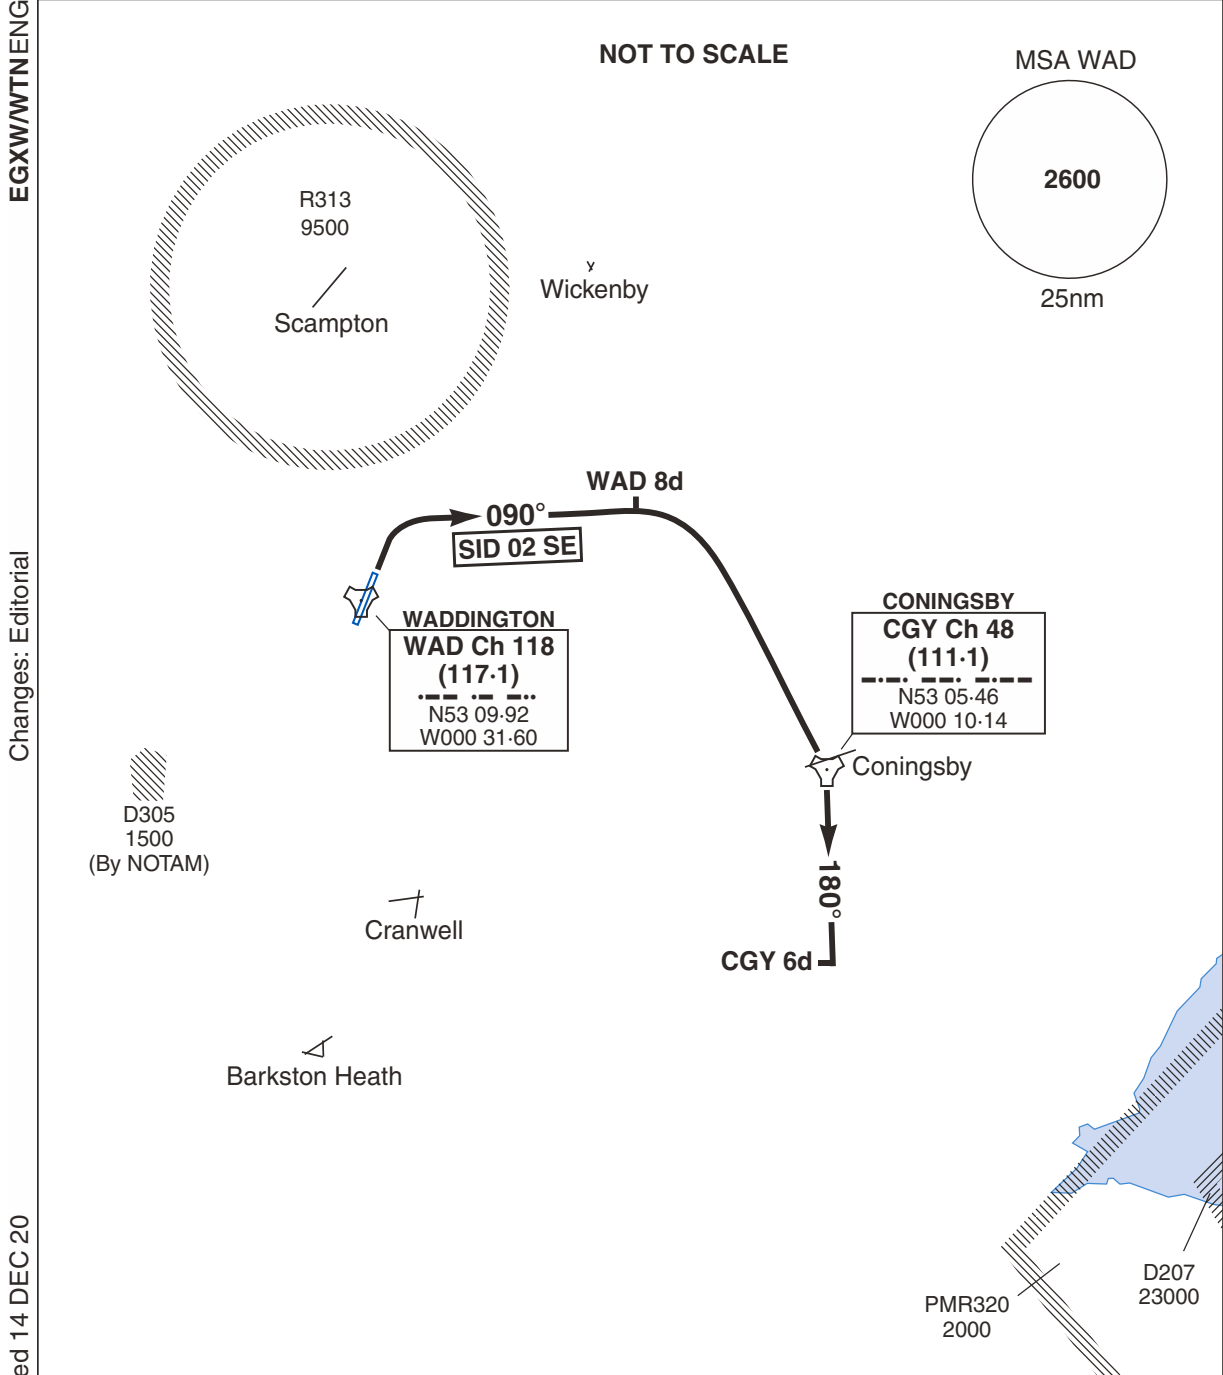 EGXW/WTNENG
Changes: Editorial
ed 14 DEC 20
NOT TO SCALE
MSA WAD
2600
25nm
R313
9500
Scampton
Wickenby
WAD 8d
090°
SID 02 SE
WADDINGTON
WAD Ch 118
(117·1)
N53 09·92
W000 31·60
CONINGSBY
CGY Ch 48
(111·1)
N53 05·46
W000 10·14
Coningsby
D305
1500
(By NOTAM)
180°
Cranwell
CGY 6d
Barkston Heath
D207
23000
PMR320
2000